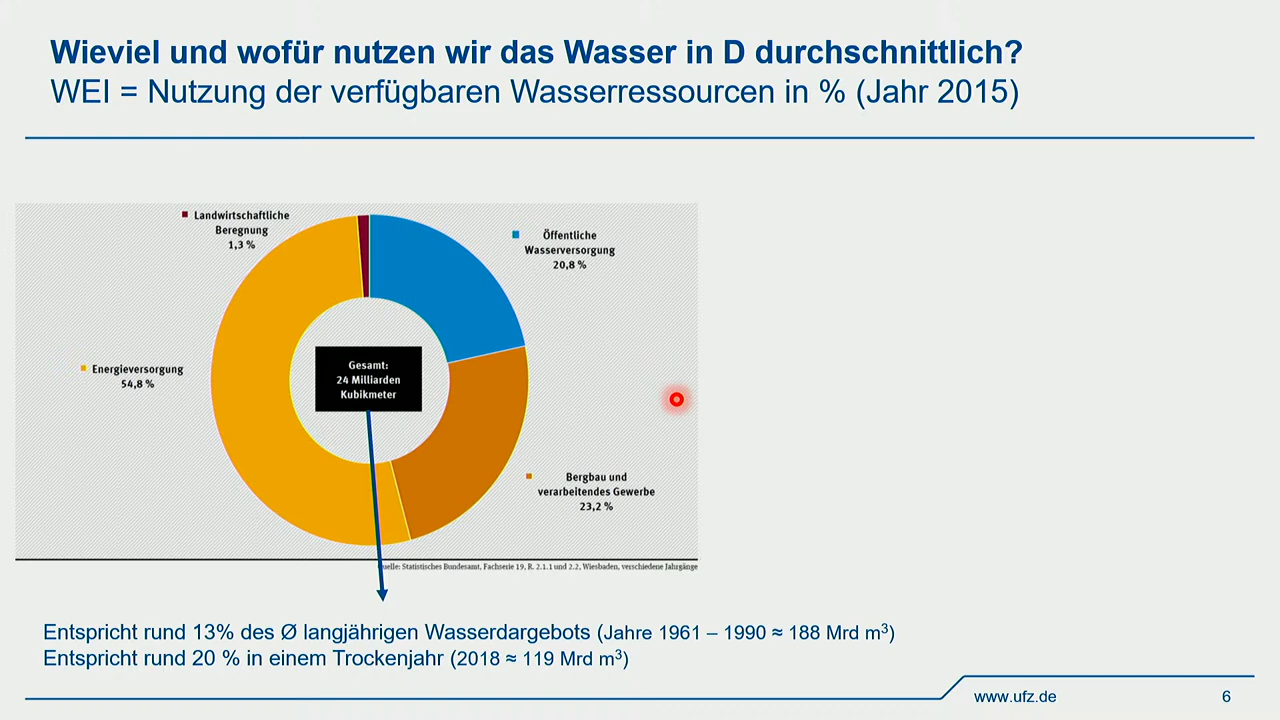 Wieviel und wofür nutzen wir das Wasser in D durchschnittlich?
WEI = Nutzung der verfügbaren Wasserressourcen in % (Jahr 2015)
Landwirtschaftliche
Beregnung
1,3 %
Öffentliche
Wasserversorgung
20,8 %
Energieversorgung
54,8 %
Gesamt:
24 Milliarden
Kubikmeter
Bergbau und
verarbeitendes Gewerbe
23,2 %
uelle: Statistisches Bundesamt, Fachserie 19, R. 2.1.1 und 2.2, Wiesbaden, verschiedene Jahrgänge
Entspricht rund 13% des Ø langjährigen Wasserdargebots (Jahre 1961 – 1990 ≈ 188 Mrd m³)
Entspricht rund 20 % in einem Trockenjahr (2018 ≈ 119 Mrd m³)
www.ufz.de
6